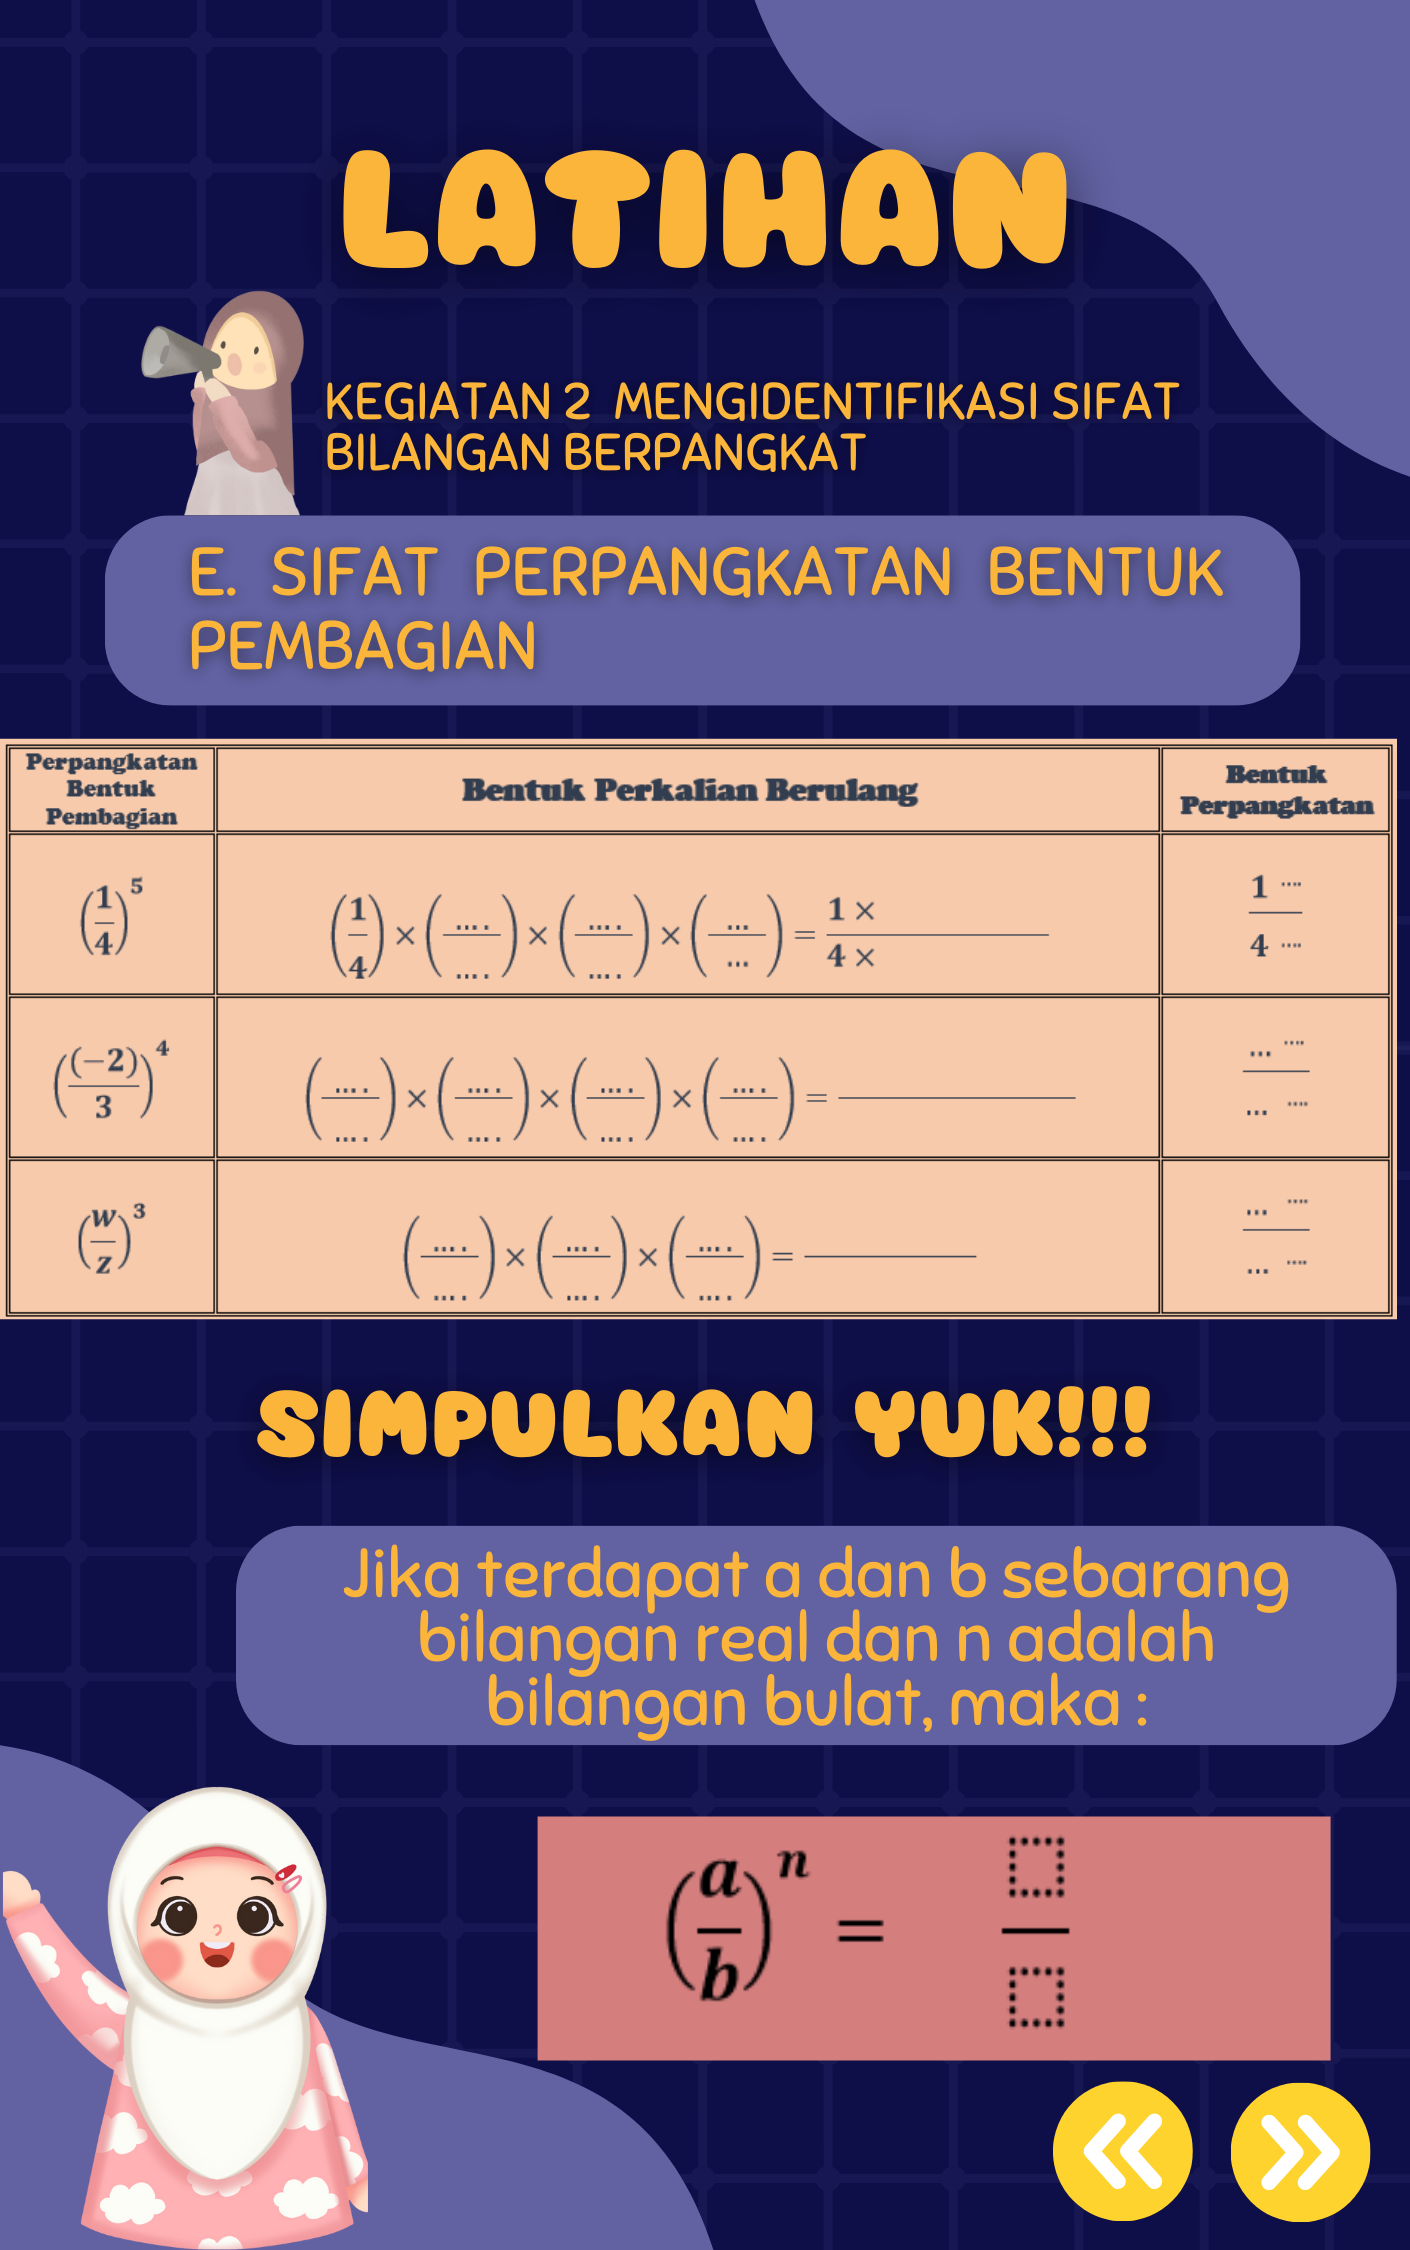 LATIHAN
KEGIATAN 2 MENGIDENTIFIKASI SIFAT
BILANGAN BERPANGKAT
E. SIFAT PERPANGKATAN BENTUK
PEMBAGIAN
Perpangkatan
Bentuk
Pembagian
Bentuk Perkalian Berulang
Bentuk
Perpangkatan
(1/4)^5
(1/4) × (..../....) × (..../....) × (.../...) = 1 × / 4 ×
1 .... / 4 ....
((−2)/3)^4
(..../....) × (..../....) × (..../....) × (..../....) = ―
... .... / ... ....
(w/z)^3
(..../....) × (..../....) × (..../....) = ―
... .... / ... ....
SIMPULKAN YUK!!!
Jika terdapat a dan b sebarang
bilangan real dan n adalah
bilangan bulat, maka :
(a/b)^n = ⬚/⬚